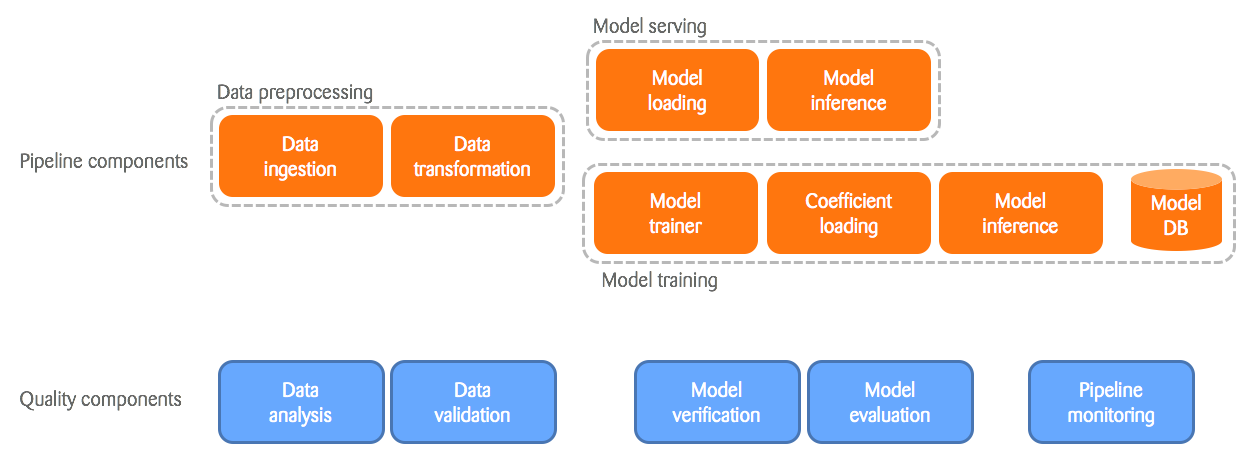 Model serving
Model
loading
Model
inference
Data preprocessing
Data
ingestion
Data
transformation
Pipeline components
Model
trainer
Coefficient
loading
Model
inference
Model
DB
Model training
Quality components
Data
analysis
Data
validation
Model
verification
Model
evaluation
Pipeline
monitoring